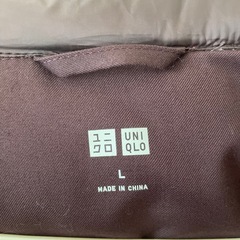 ユニ UNI
クロ QLO
L
MADE IN CHINA